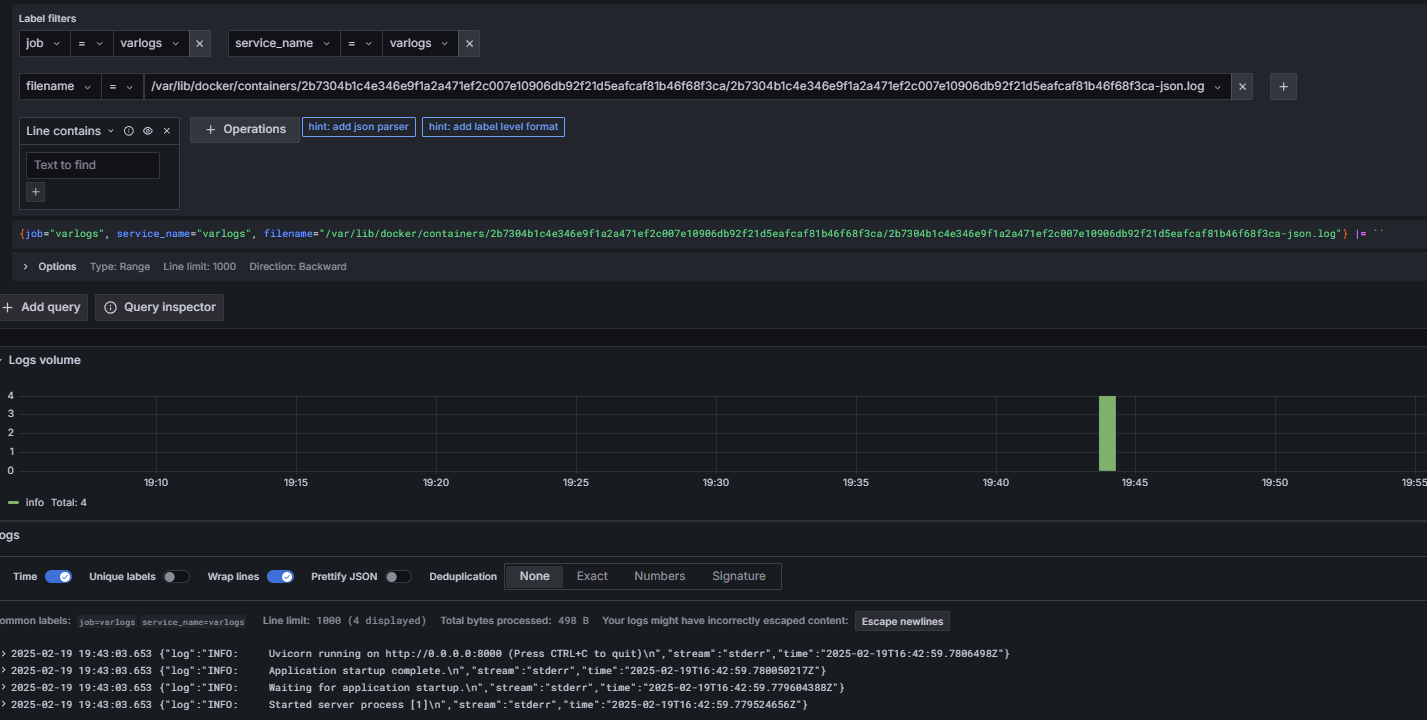 Label filters
job = varlogs service_name = varlogs
filename = /var/lib/docker/containers/2b7304b1c4e346e9f1a2a471ef2c007e10906db92f21d5eafcaf81b46f68f3ca/2b7304b1c4e346e9f1a2a471ef2c007e10906db92f21d5eafcaf81b46f68f3ca-json.log
Line contains
+ Operations hint: add json parser hint: add label level format
Text to find
+
{job="varlogs", service_name="varlogs", filename="/var/lib/docker/containers/2b7304b1c4e346e9f1a2a471ef2c007e10906db92f21d5eafcaf81b46f68f3ca/2b7304b1c4e346e9f1a2a471ef2c007e10906db92f21d5eafcaf81b46f68f3ca-json.log"} |= ``
Options Type: Range Line limit: 1000 Direction: Backward
+ Add query Query inspector
Logs volume
4
3
2
1
0
19:10 19:15 19:20 19:25 19:30 19:35 19:40 19:45 19:50 19:55
info Total: 4
ogs
Time Unique labels Wrap lines Prettify JSON Deduplication None Exact Numbers Signature
ommon labels: job=varlogs service_name=varlogs Line limit: 1000 (4 displayed) Total bytes processed: 498 B Your logs might have incorrectly escaped content: Escape newlines
2025-02-19 19:43:03.653 {"log":"INFO:     Uvicorn running on http://0.0.0.0:8000 (Press CTRL+C to quit)\n","stream":"stderr","time":"2025-02-19T16:42:59.7806498Z"}
2025-02-19 19:43:03.653 {"log":"INFO:     Application startup complete.\n","stream":"stderr","time":"2025-02-19T16:42:59.780050217Z"}
2025-02-19 19:43:03.653 {"log":"INFO:     Waiting for application startup.\n","stream":"stderr","time":"2025-02-19T16:42:59.779604388Z"}
2025-02-19 19:43:03.653 {"log":"INFO:     Started server process [1]\n","stream":"stderr","time":"2025-02-19T16:42:59.779524656Z"}